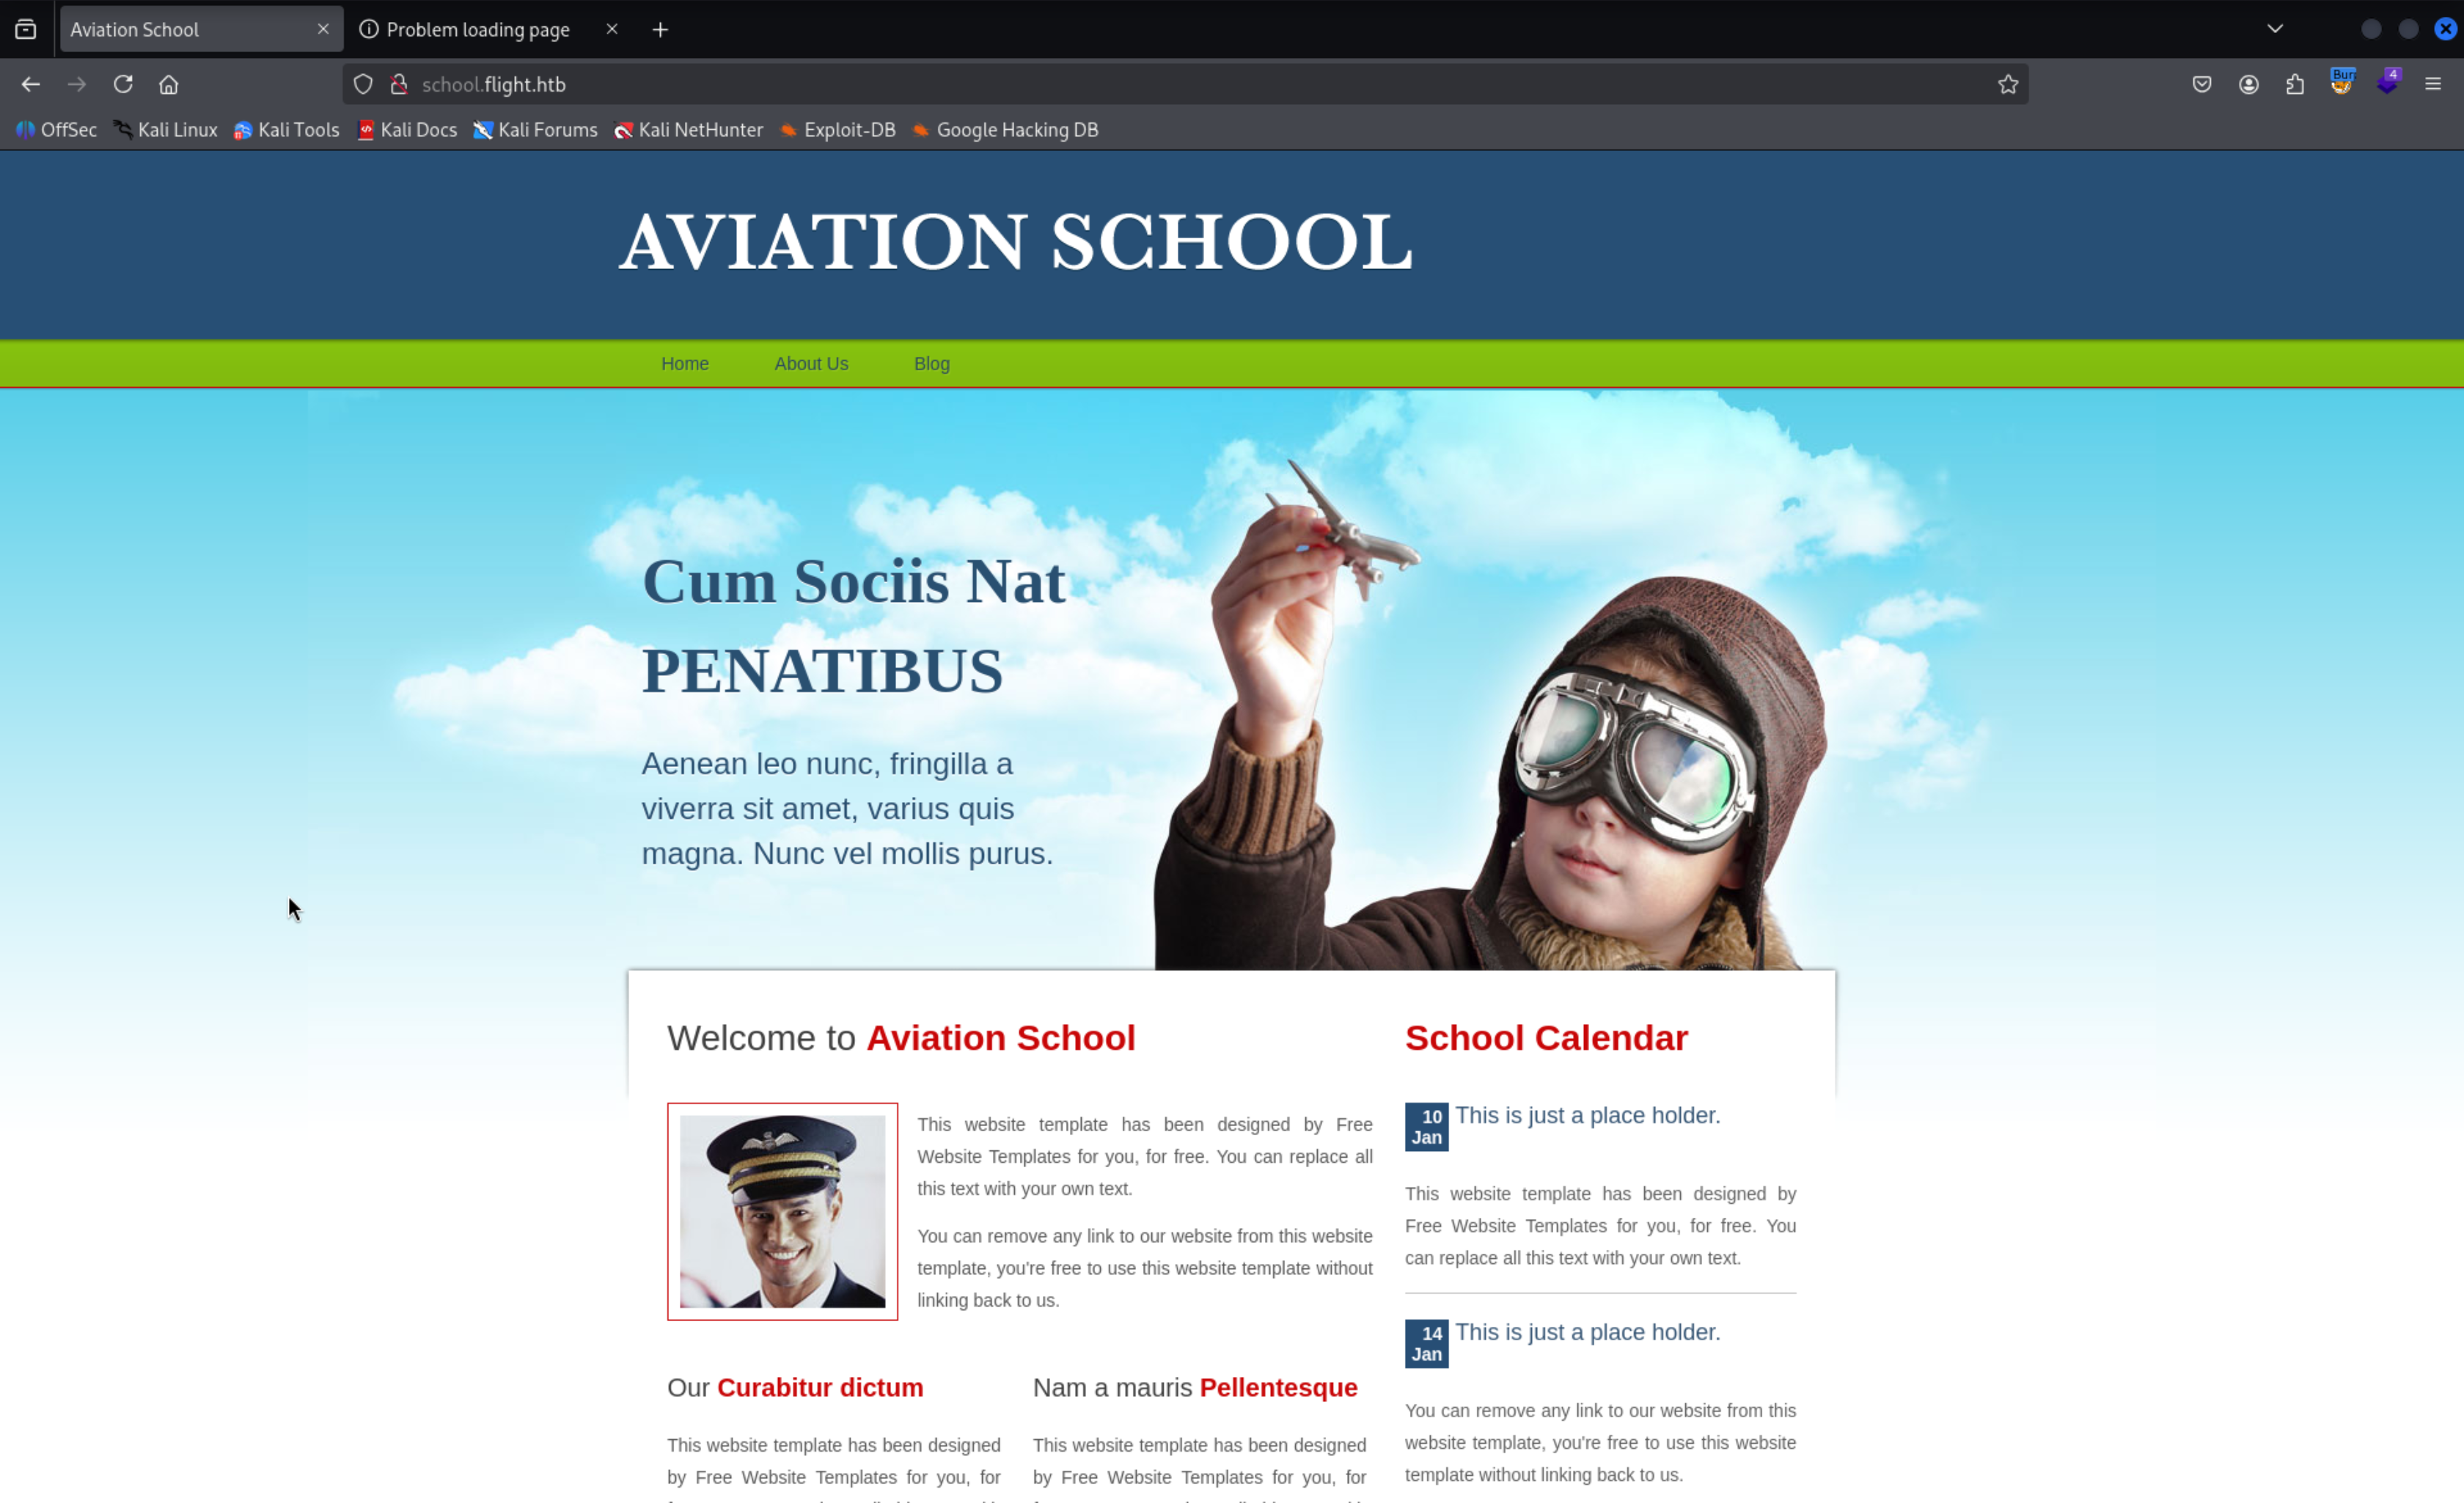 Aviation School
Problem loading page
school.flight.htb
Bur
4
OffSec
Kali Linux
Kali Tools
Kali Docs
Kali Forums
Kali NetHunter
Exploit-DB
Google Hacking DB
AVIATION SCHOOL
Home
About Us
Blog
Cum Sociis Nat
PENATIBUS
Aenean leo nunc, fringilla a
viverra sit amet, varius quis
magna. Nunc vel mollis purus.
Welcome to Aviation School
This website template has been designed by Free
Website Templates for you, for free. You can replace all
this text with your own text.
You can remove any link to our website from this website
template, you're free to use this website template without
linking back to us.
Our Curabitur dictum
This website template has been designed
by Free Website Templates for you, for
Nam a mauris Pellentesque
This website template has been designed
by Free Website Templates for you, for
School Calendar
10
Jan
This is just a place holder.
This website template has been designed by
Free Website Templates for you, for free. You
can replace all this text with your own text.
14
Jan
This is just a place holder.
You can remove any link to our website from this
website template, you're free to use this website
template without linking back to us.